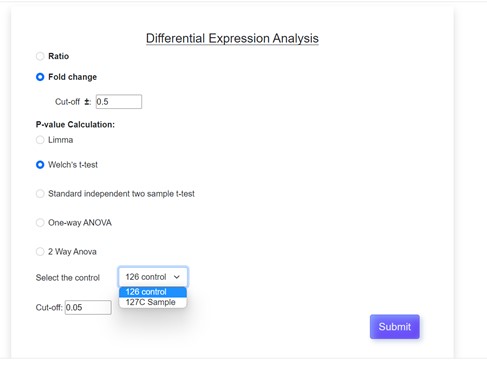 Differential Expression Analysis
Ratio
Fold change
Cut-off ±: 0.5
P-value Calculation:
Limma
Welch's t-test
Standard independent two sample t-test
One-way ANOVA
2 Way Anova
Select the control 126 control
126 control
127C Sample
Cut-off: 0.05
Submit